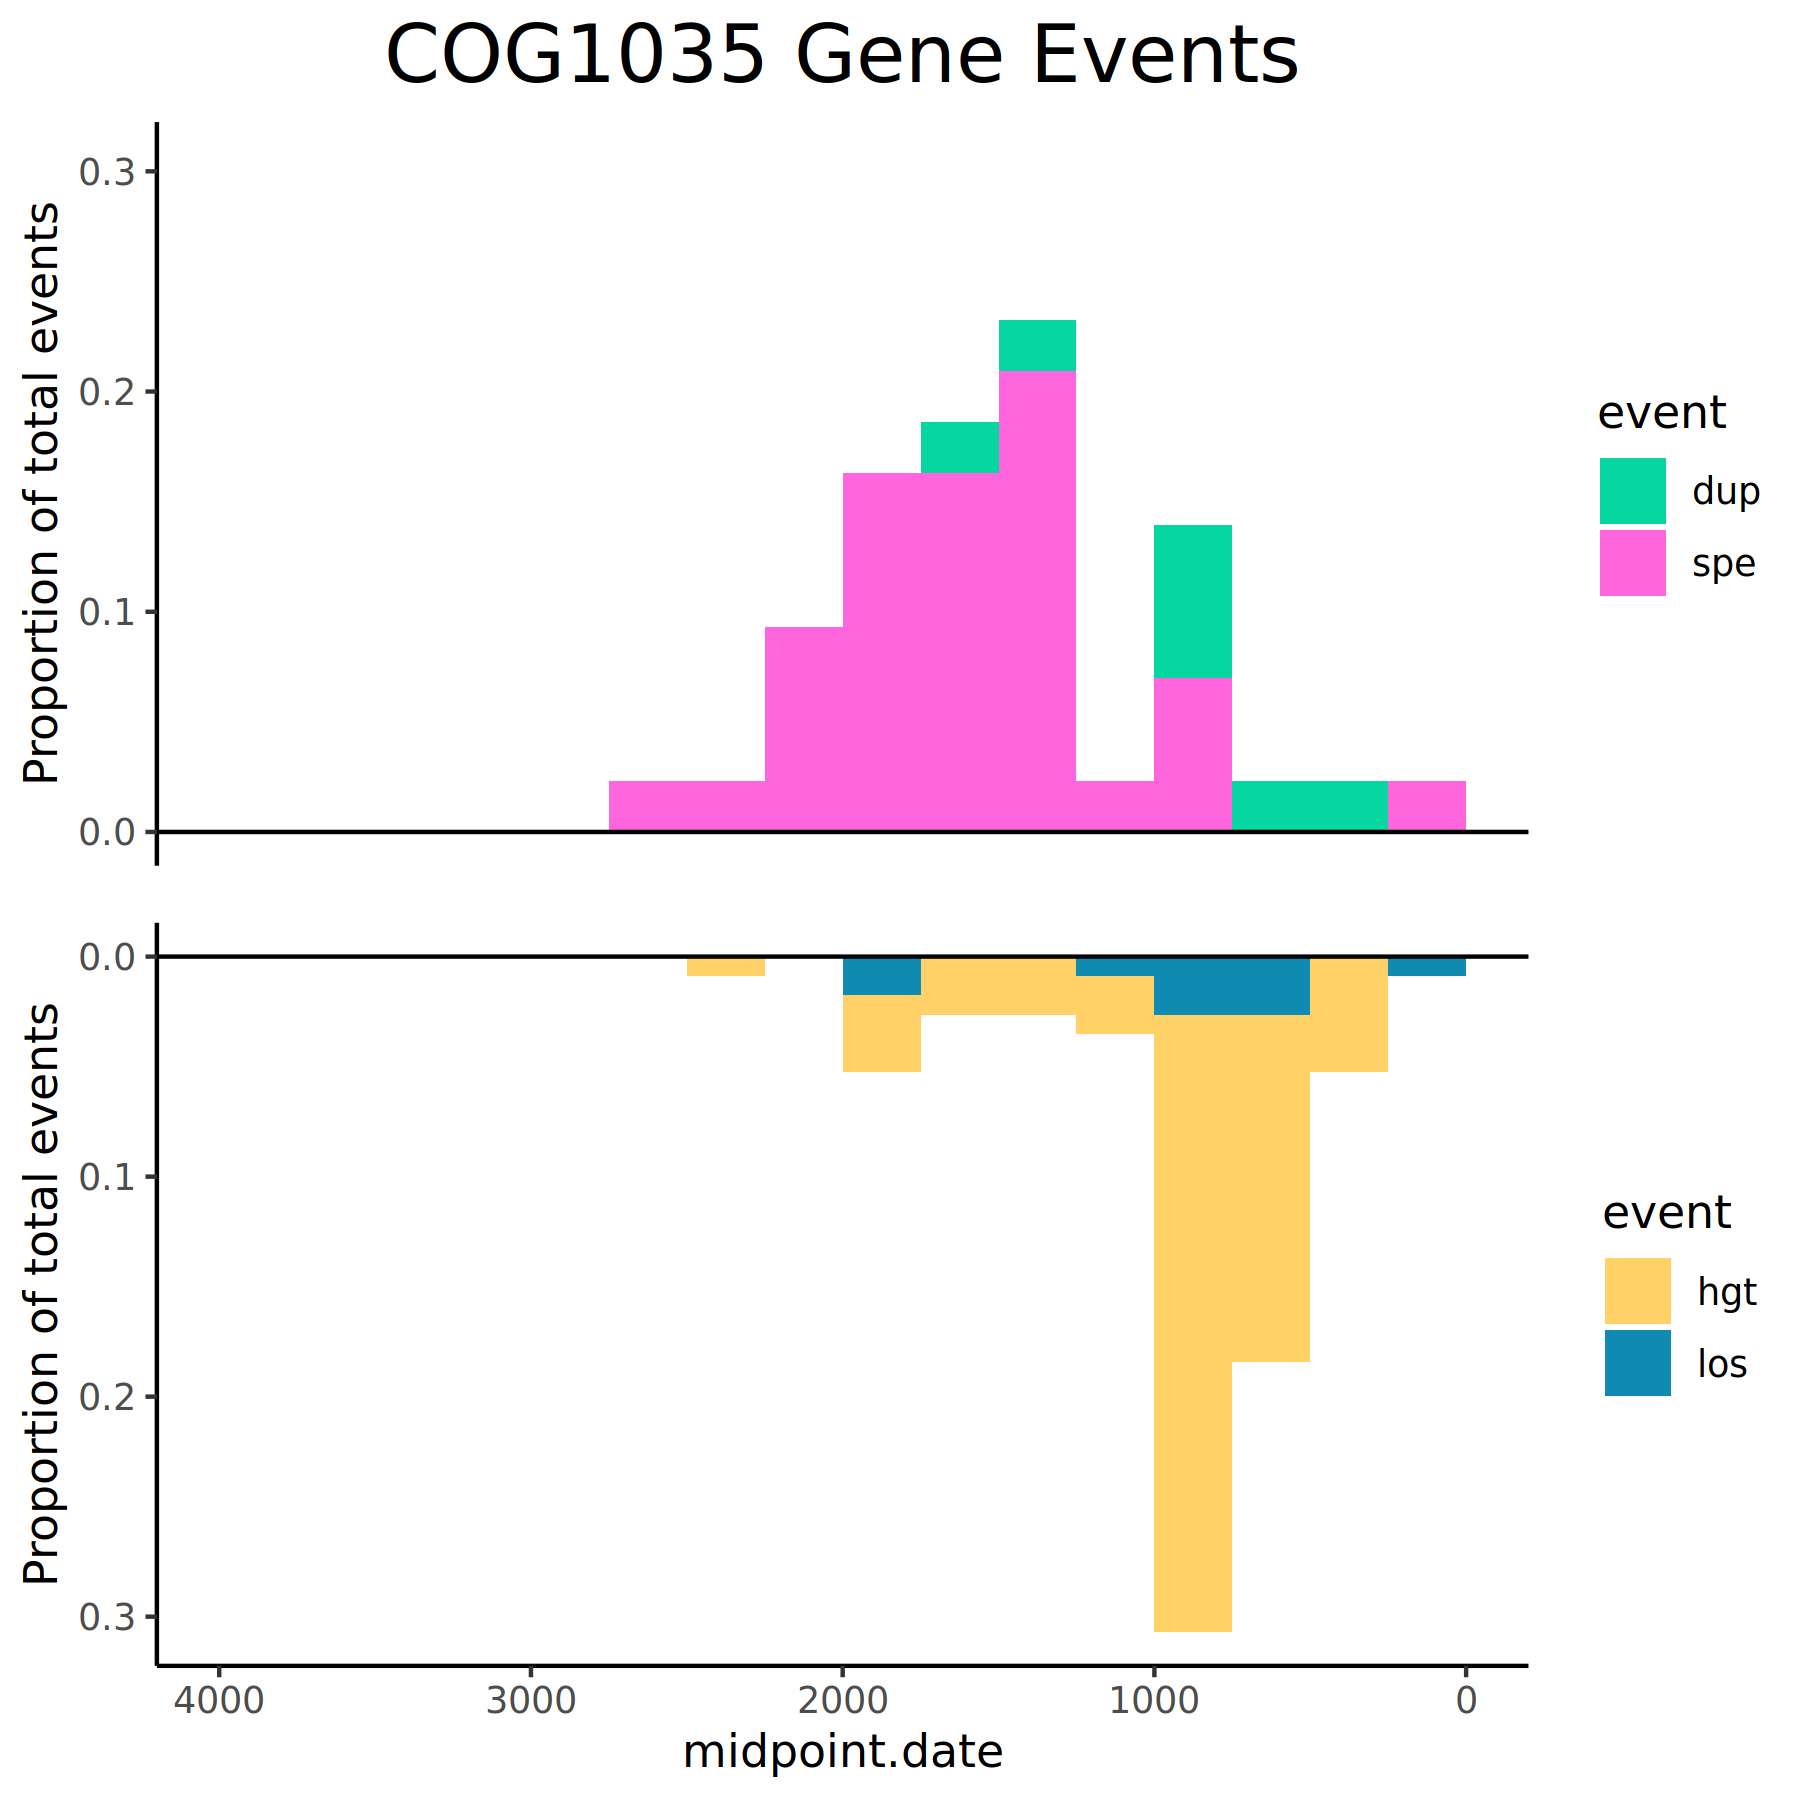 COG1035 Gene Events
Proportion of total events
0.3
0.2
0.1
0.0
event
dup
spe
Proportion of total events
0.0
0.1
0.2
0.3
event
hgt
los
4000 3000 2000 1000 0
midpoint.date